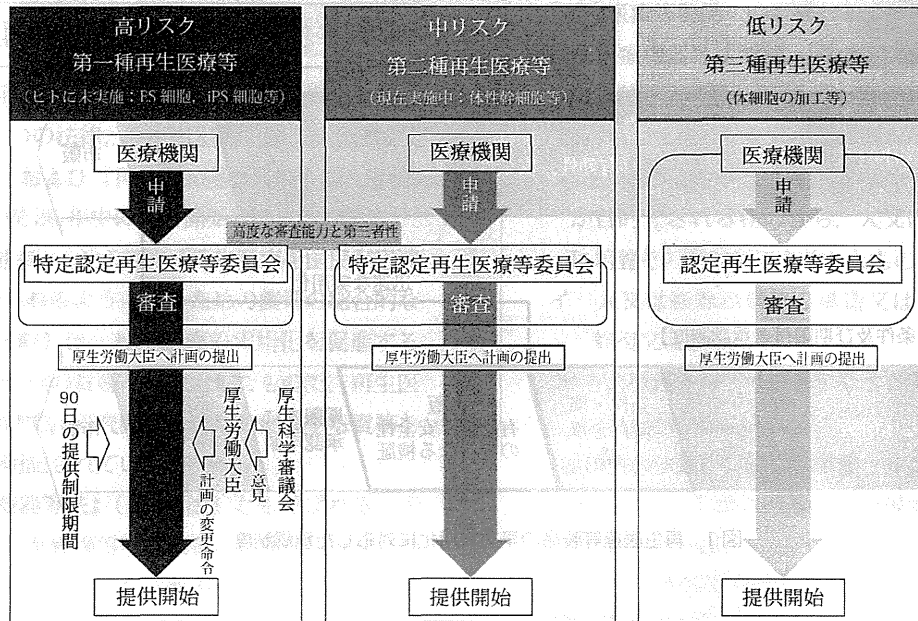 高リスク
第一種再生医療等
(ヒトに未実施：ES 細胞，iPS 細胞等)
医療機関
申請
特定認定再生医療等委員会
審査
厚生労働大臣へ計画の提出
90日の提供制限期間
計画の変更命令
厚生労働大臣
意見
厚生科学審議会
提供開始
高度な審査能力と第三者性
中リスク
第二種再生医療等
(現在実施中：体性幹細胞等)
医療機関
申請
特定認定再生医療等委員会
審査
厚生労働大臣へ計画の提出
提供開始
低リスク
第三種再生医療等
(体細胞の加工等)
医療機関
申請
認定再生医療等委員会
審査
厚生労働大臣へ計画の提出
提供開始